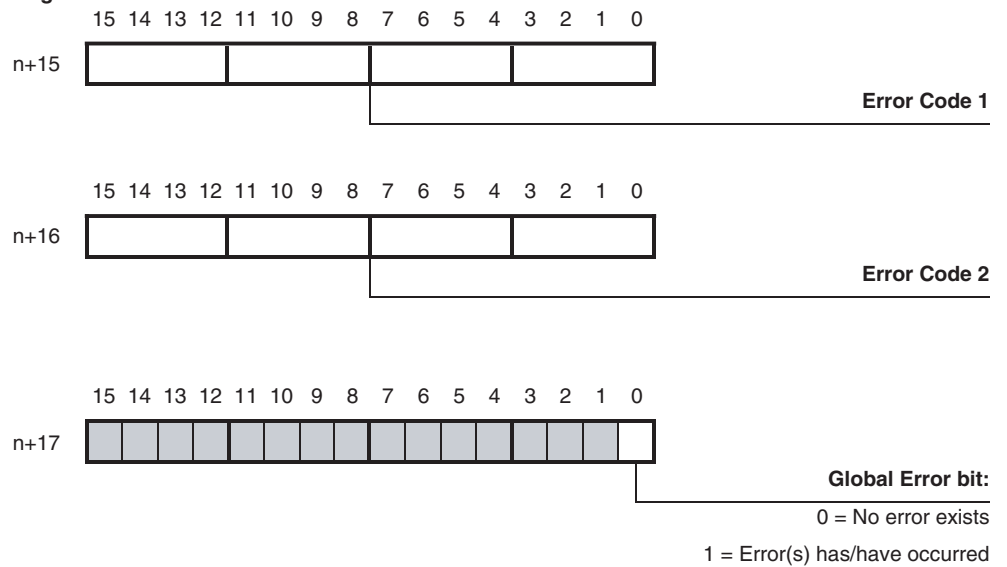 15 14 13 12 11 10 9 8 7 6 5 4 3 2 1 0
n+15
Error Code 1
15 14 13 12 11 10 9 8 7 6 5 4 3 2 1 0
n+16
Error Code 2
15 14 13 12 11 10 9 8 7 6 5 4 3 2 1 0
n+17
Global Error bit:
0 = No error exists
1 = Error(s) has/have occurred